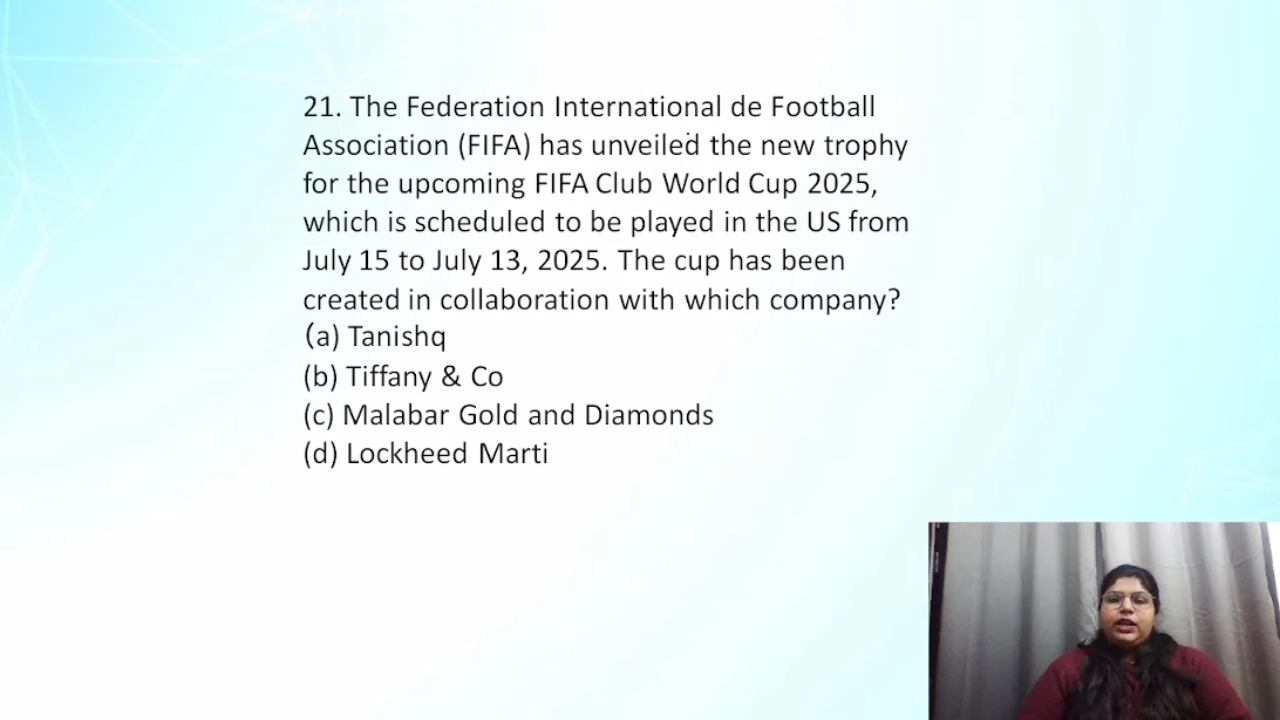 21. The Federation International de Football
Association (FIFA) has unveiled the new trophy
for the upcoming FIFA Club World Cup 2025,
which is scheduled to be played in the US from
July 15 to July 13, 2025. The cup has been
created in collaboration with which company?
(a) Tanishq
(b) Tiffany & Co
(c) Malabar Gold and Diamonds
(d) Lockheed Marti